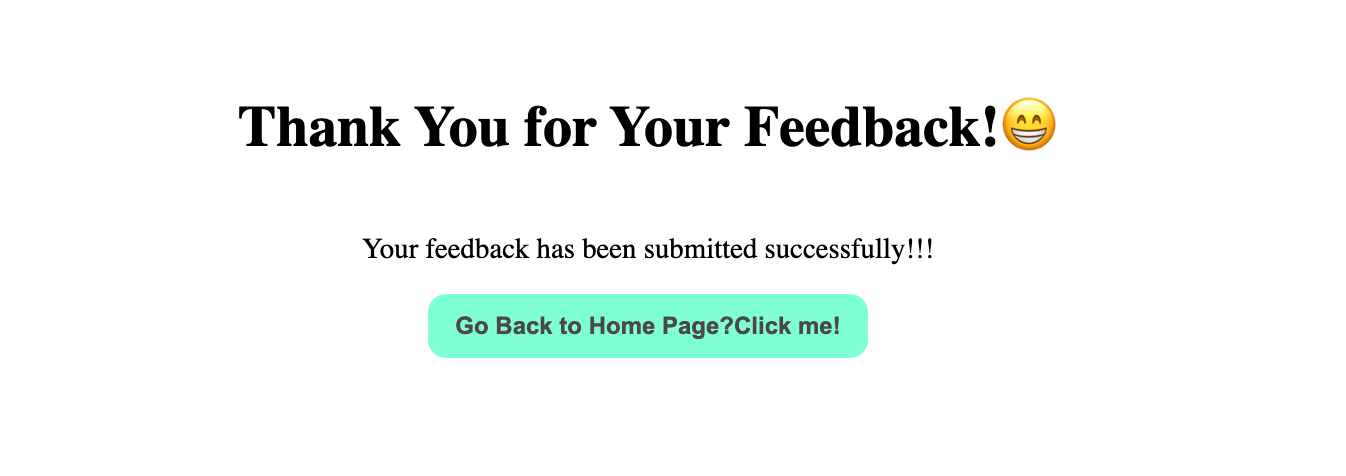 Thank You for Your Feedback!😁
Your feedback has been submitted successfully!!!
Go Back to Home Page?Click me!